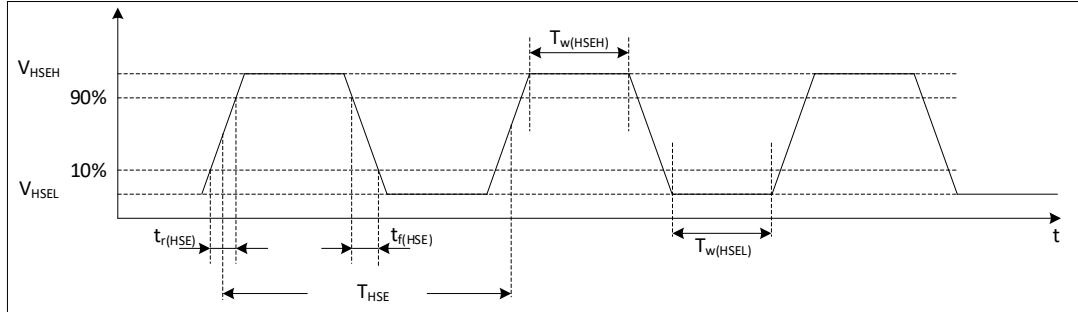 T_w(HSEH)
V_HSEH
90%
10%
V_HSEL
t_r(HSE)
t_f(HSE)
T_w(HSEL)
t
T_HSE